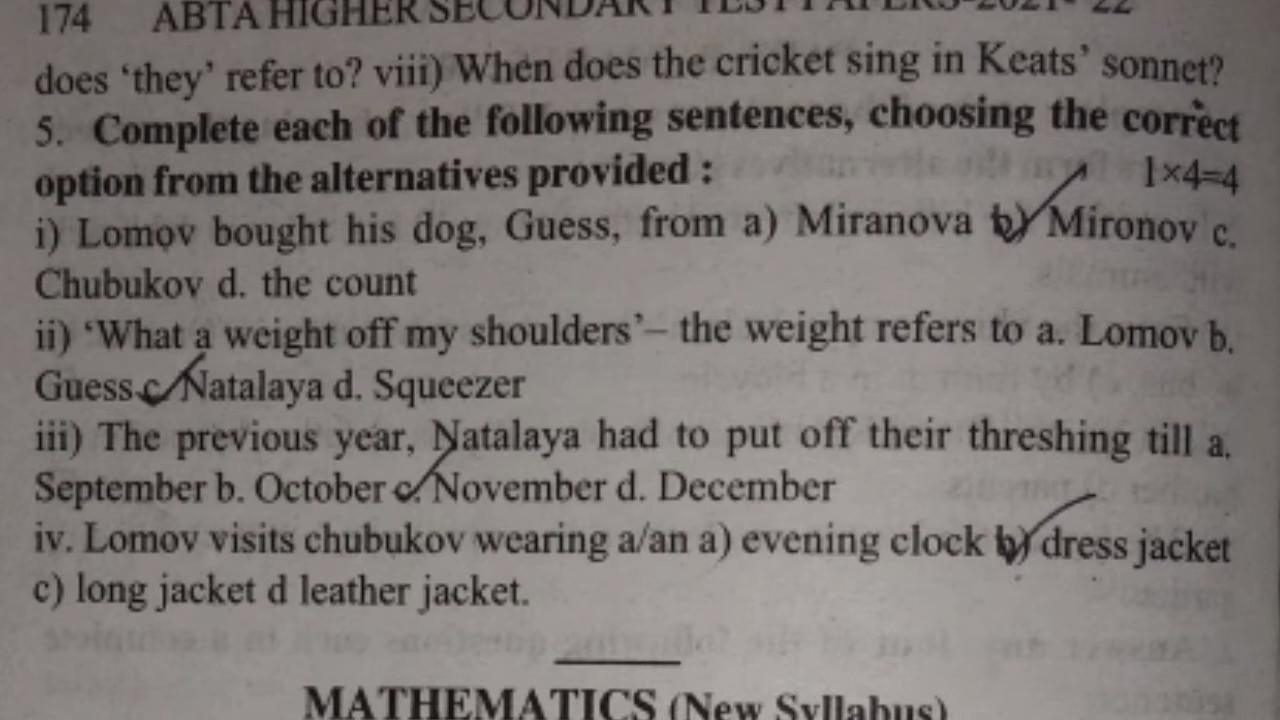 174 ABTA HIGHER SECONDARY TEST PAPERS-2021-22
does ‘they’ refer to? viii) When does the cricket sing in Keats’ sonnet?
5. Complete each of the following sentences, choosing the correct
option from the alternatives provided : 1×4=4
i) Lomov bought his dog, Guess, from a) Miranova b) Mironov c.
Chubukov d. the count
ii) ‘What a weight off my shoulders’– the weight refers to a. Lomov b.
Guess c. Natalaya d. Squeezer
iii) The previous year, Natalaya had to put off their threshing till a.
September b. October c. November d. December
iv. Lomov visits chubukov wearing a/an a) evening clock b) dress jacket
c) long jacket d leather jacket.
MATHEMATICS (New Syllabus)